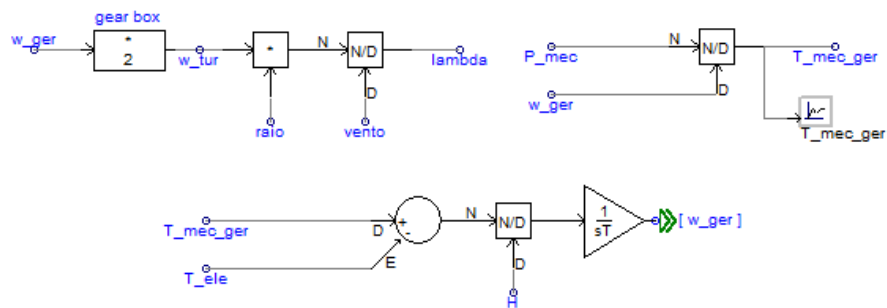 gear box
w_ger
*
2
w_tur
*
N
N/D
lambda
D
raio
vento
P_mec
N
N/D
T_mec_ger
w_ger
D
T_mec_ger
T_mec_ger
D
+
-
N
N/D
1
sT
[ w_ger ]
E
T_ele
D
H